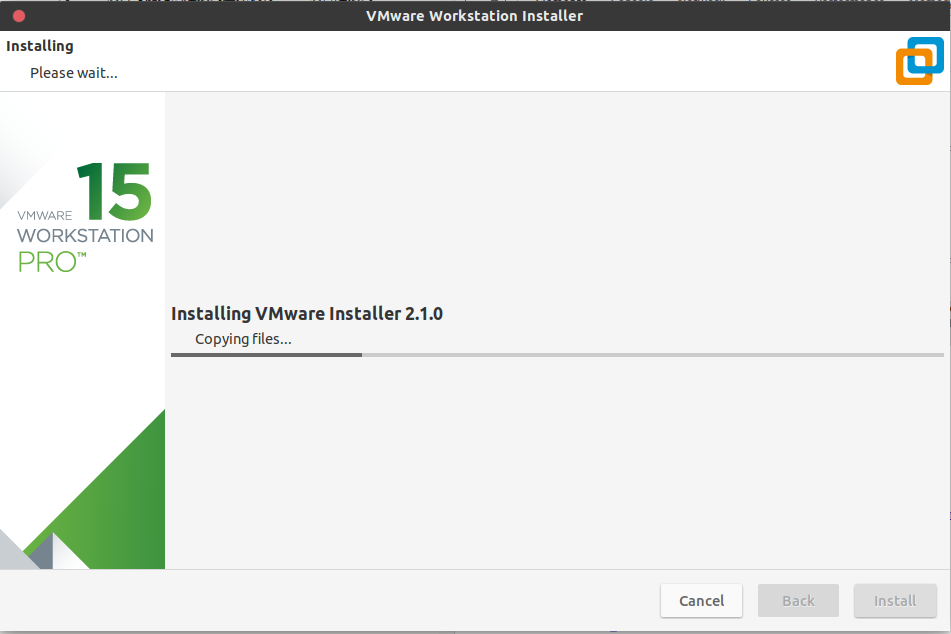 VMware Workstation Installer
Installing
Please wait...
15
VMWARE
WORKSTATION
PRO™
Installing VMware Installer 2.1.0
Copying files...
Cancel
Back
Install